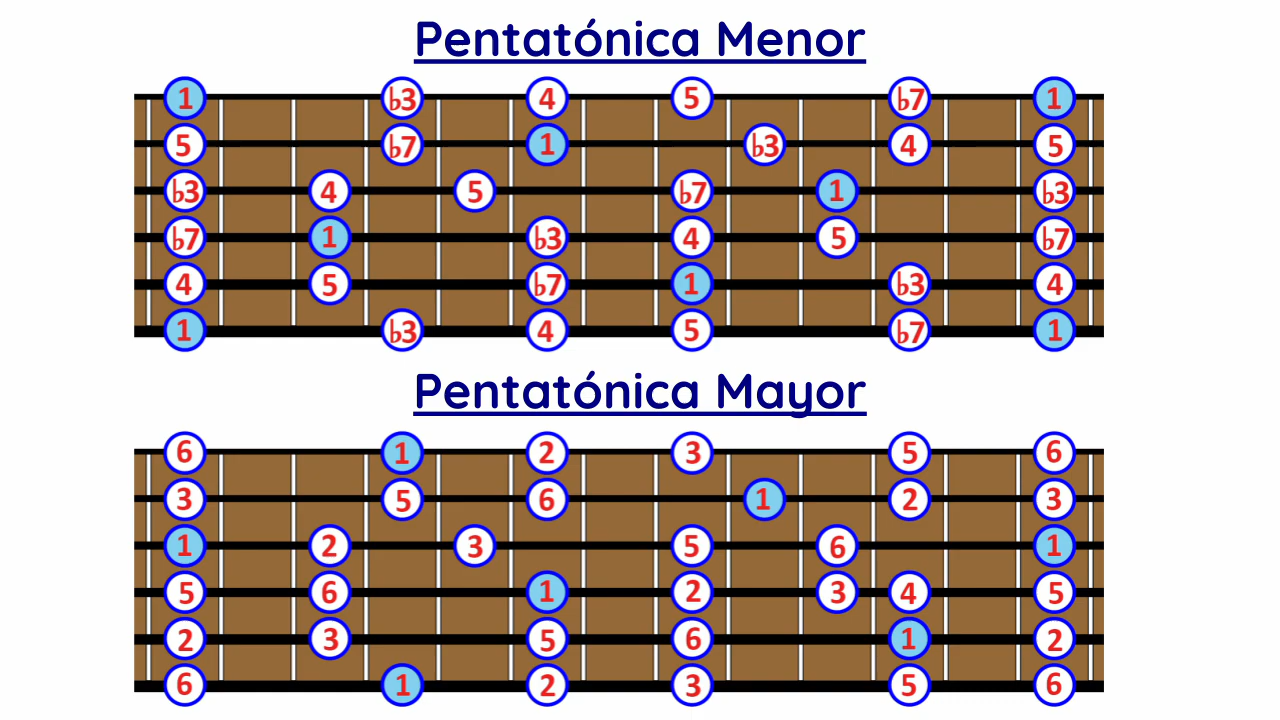 Pentatónica Menor
1 ♭3 4 5 ♭7 1
5 ♭7 1 ♭3 4 5
♭3 4 5 ♭7 1 ♭3
♭7 1 ♭3 4 5 ♭7
4 5 ♭7 1 ♭3 4
1 ♭3 4 5 ♭7 1
Pentatónica Mayor
6 1 2 3 5 6
3 5 6 1 2 3
1 2 3 5 6 1
5 6 1 2 3 4 5
2 3 5 6 1 2
6 1 2 3 5 6